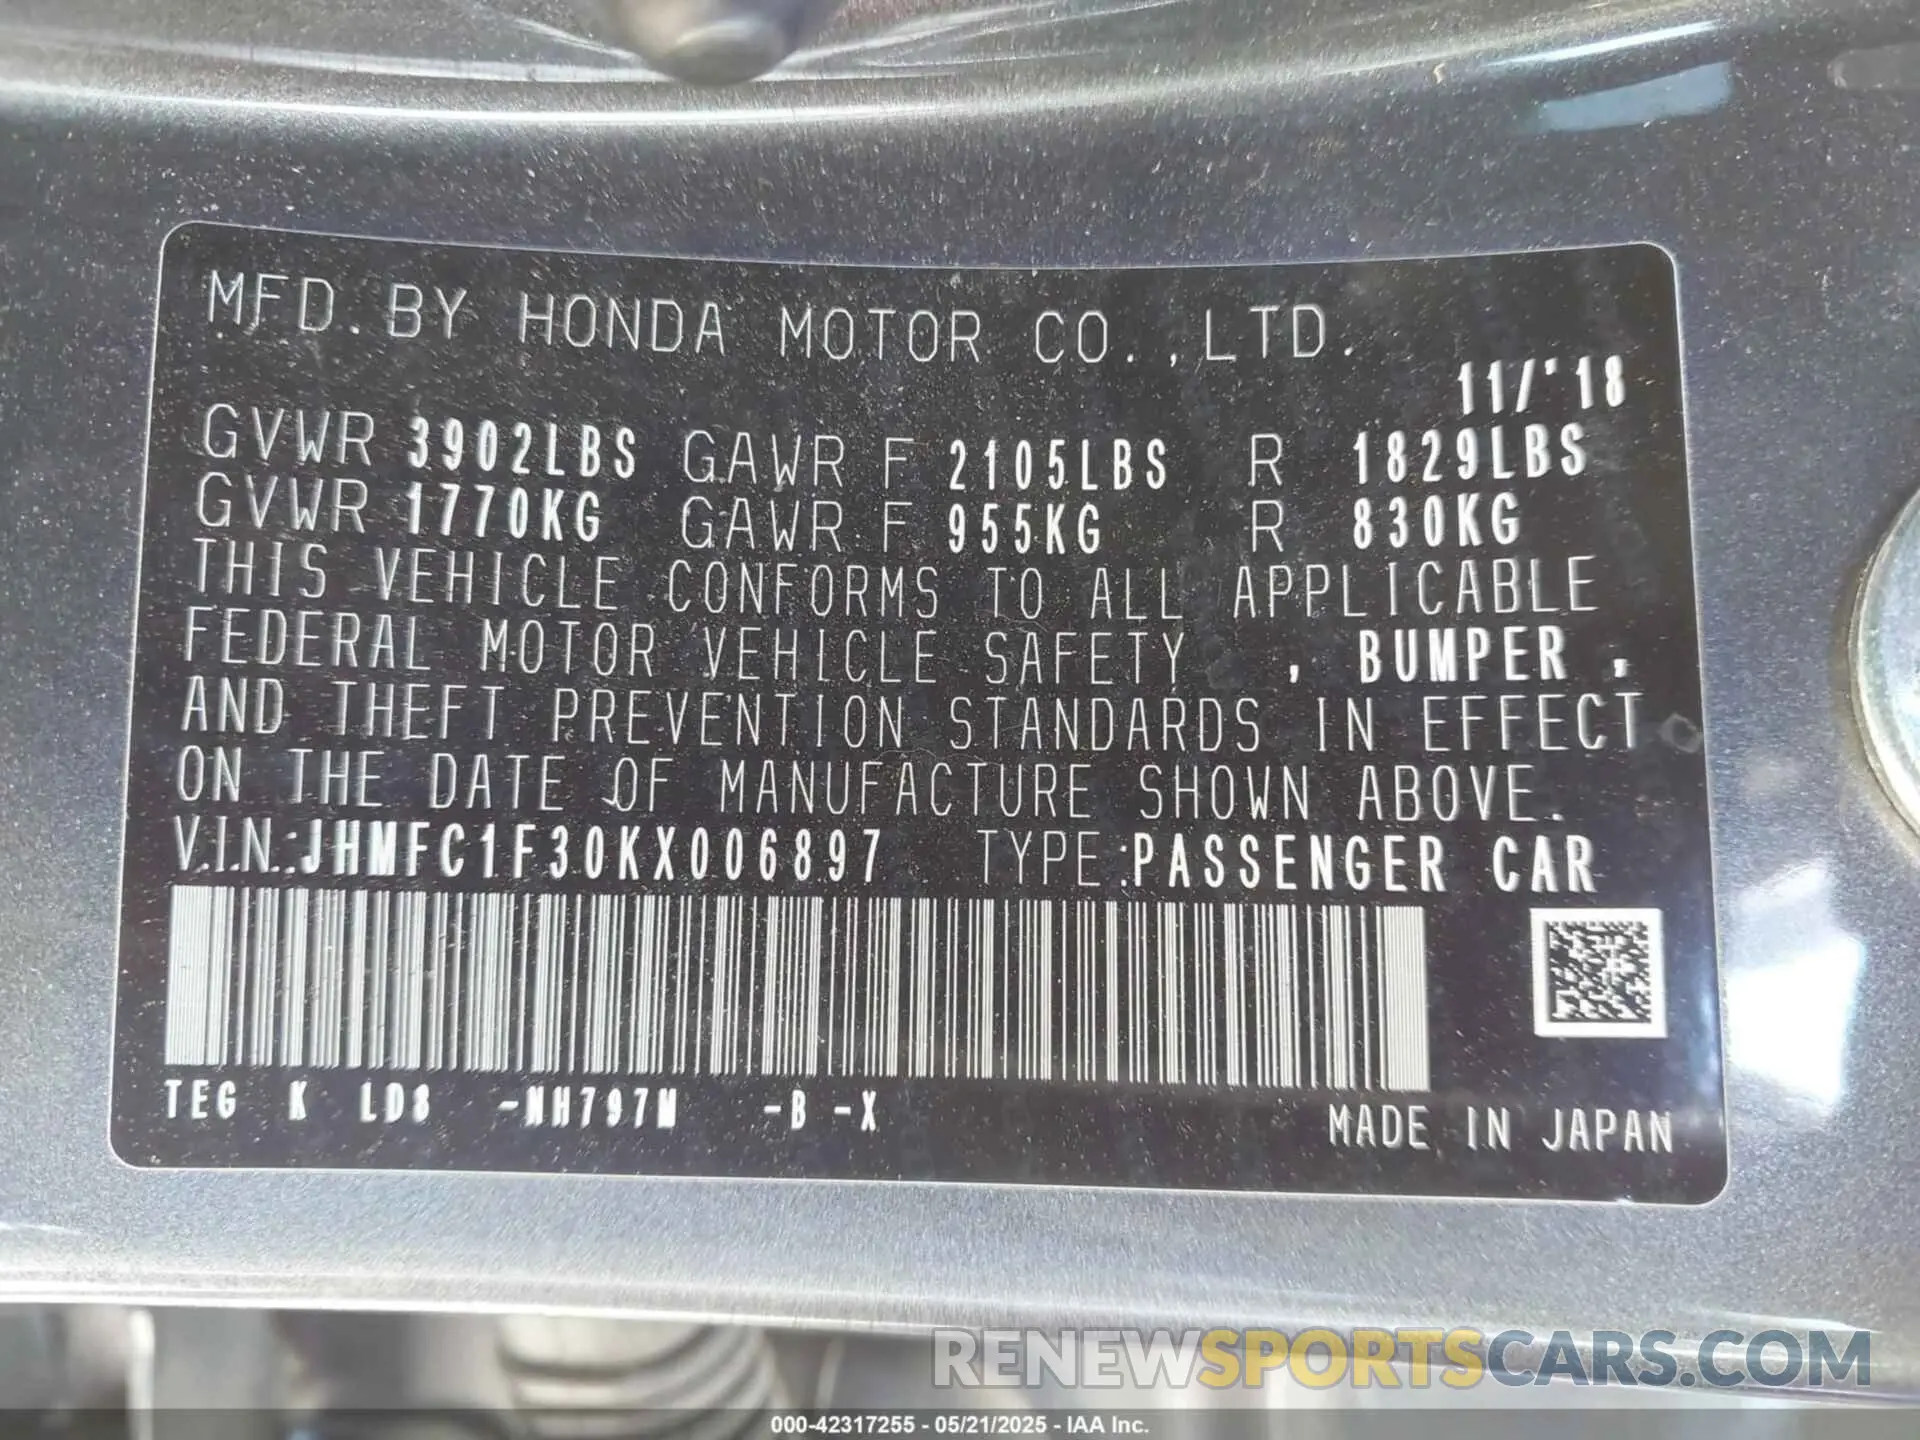 MFD. BY HONDA MOTOR CO.,LTD.
11/'18
GVWR 3902LBS GAWR F 2105LBS R 1829LBS
GVWR 1770KG GAWR F 955KG R 830KG
THIS VEHICLE CONFORMS TO ALL APPLICABLE
FEDERAL MOTOR VEHICLE SAFETY , BUMPER ,
AND THEFT PREVENTION STANDARDS IN EFFECT
ON THE DATE OF MANUFACTURE SHOWN ABOVE.
V.I.N.:JHMFC1F30KX006897 TYPE:PASSENGER CAR
TEG K LD8 -NH797M -B -X
MADE IN JAPAN
RENEWSPORTSCARS.COM
000-42317255 - 05/21/2025 - IAA Inc.